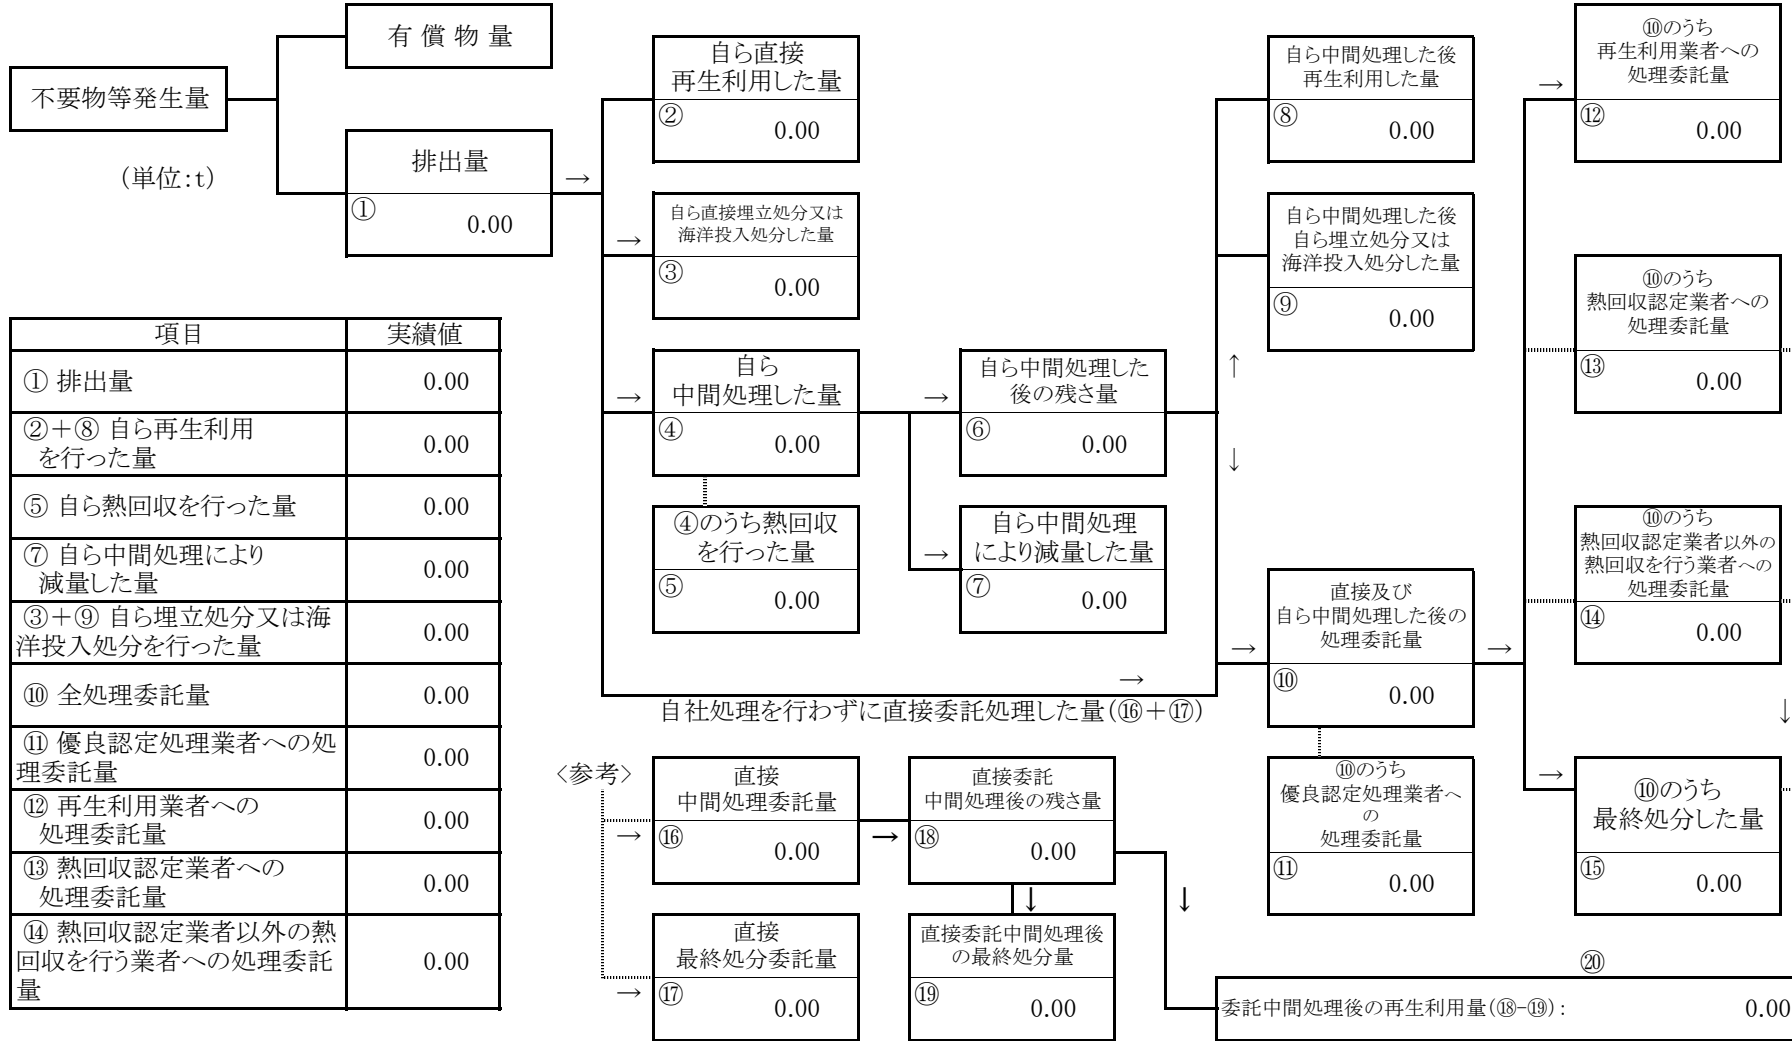 有 償 物 量
不要物等発生量
（単位:t）
排出量
→
①
0.00
自ら直接
再生利用した量
②
0.00
→
自ら直接埋立処分又は
海洋投入処分した量
③
0.00
→
自ら
中間処理した量
④
0.00
④のうち熱回収
を行った量
⑤
0.00
→
自ら中間処理した
後の残さ量
⑥
0.00
→
自ら中間処理
により減量した量
⑦
0.00
↑
↓
自ら中間処理した後
再生利用した量
⑧
0.00
自ら中間処理した後
自ら埋立処分又は
海洋投入処分した量
⑨
0.00
→
自社処理を行わずに直接委託処理した量(⑯＋⑰)
→
直接及び
自ら中間処理した後の
処理委託量
⑩
0.00
⑩のうち
優良認定処理業者へ
の
処理委託量
⑪
0.00
→
→
⑩のうち
再生利用業者への
処理委託量
⑫
0.00
⑩のうち
熱回収認定業者への
処理委託量
⑬
0.00
⑩のうち
熱回収認定業者以外の
熱回収を行う業者への
処理委託量
⑭
0.00
↓
→
⑩のうち
最終処分した量
⑮
0.00
項目 実績値
① 排出量 0.00
②＋⑧ 自ら再生利用
を行った量 0.00
⑤ 自ら熱回収を行った量 0.00
⑦ 自ら中間処理により
減量した量 0.00
③＋⑨ 自ら埋立処分又は海
洋投入処分を行った量 0.00
⑩ 全処理委託量 0.00
⑪ 優良認定処理業者への処
理委託量 0.00
⑫ 再生利用業者への
処理委託量 0.00
⑬ 熱回収認定業者への
処理委託量 0.00
⑭ 熱回収認定業者以外の熱
回収を行う業者への処理委託
量 0.00
〈参考〉
→
直接
中間処理委託量
⑯
0.00
→
直接
最終処分委託量
⑰
0.00
→
直接委託
中間処理後の残さ量
⑱
0.00
↓
↓
直接委託中間処理後
の最終処分量
⑲
0.00
⑳
委託中間処理後の再生利用量(⑱-⑲): 0.00